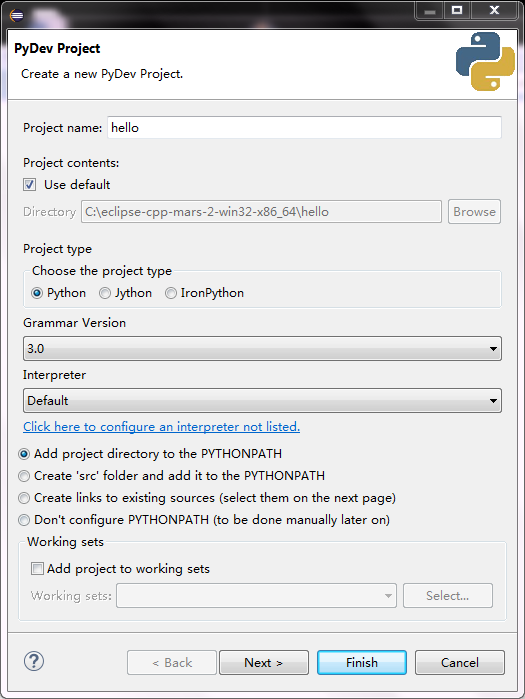 PyDev Project
Create a new PyDev Project.
Project name: hello
Project contents:
Use default
Directory C:\eclipse-cpp-mars-2-win32-x86_64\hello Browse
Project type
Choose the project type
Python Jython IronPython
Grammar Version
3.0
Interpreter
Default
Click here to configure an interpreter not listed.
Add project directory to the PYTHONPATH
Create 'src' folder and add it to the PYTHONPATH
Create links to existing sources (select them on the next page)
Don't configure PYTHONPATH (to be done manually later on)
Working sets
Add project to working sets
Working sets: Select...
? < Back Next > Finish Cancel